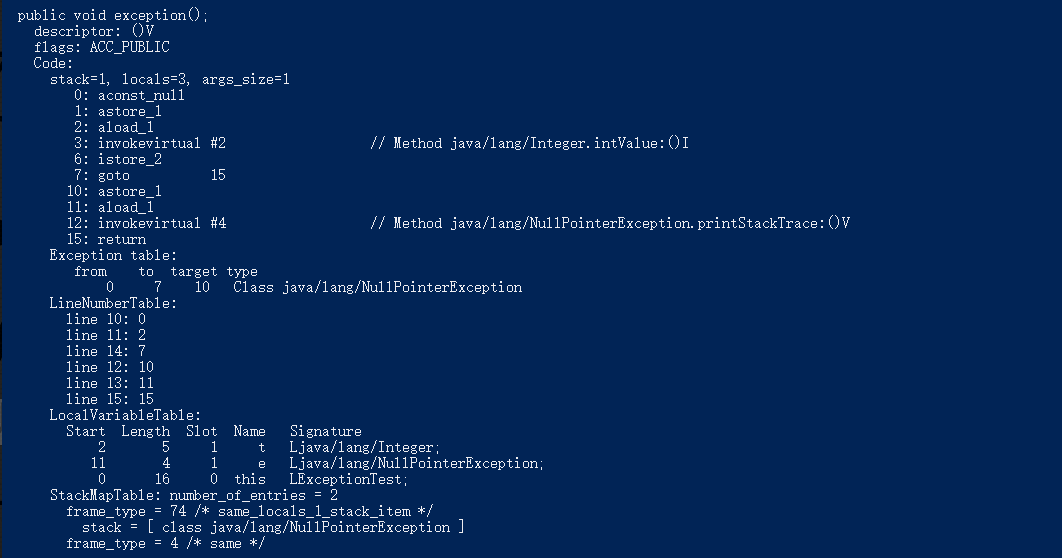 public void exception();
descriptor: ()V
flags: ACC_PUBLIC
Code:
stack=1, locals=3, args_size=1
0: aconst_null
1: astore_1
2: aload_1
3: invokevirtual #2 // Method java/lang/Integer.intValue:()I
6: istore_2
7: goto 15
10: astore_1
11: aload_1
12: invokevirtual #4 // Method java/lang/NullPointerException.printStackTrace:()V
15: return
Exception table:
from to target type
0 7 10 Class java/lang/NullPointerException
LineNumberTable:
line 10: 0
line 11: 2
line 14: 7
line 12: 10
line 13: 11
line 15: 15
LocalVariableTable:
Start Length Slot Name Signature
2 5 1 t Ljava/lang/Integer;
11 4 1 e Ljava/lang/NullPointerException;
0 16 0 this LExceptionTest;
StackMapTable: number_of_entries = 2
frame_type = 74 /* same_locals_1_stack_item */
stack = [ class java/lang/NullPointerException ]
frame_type = 4 /* same */